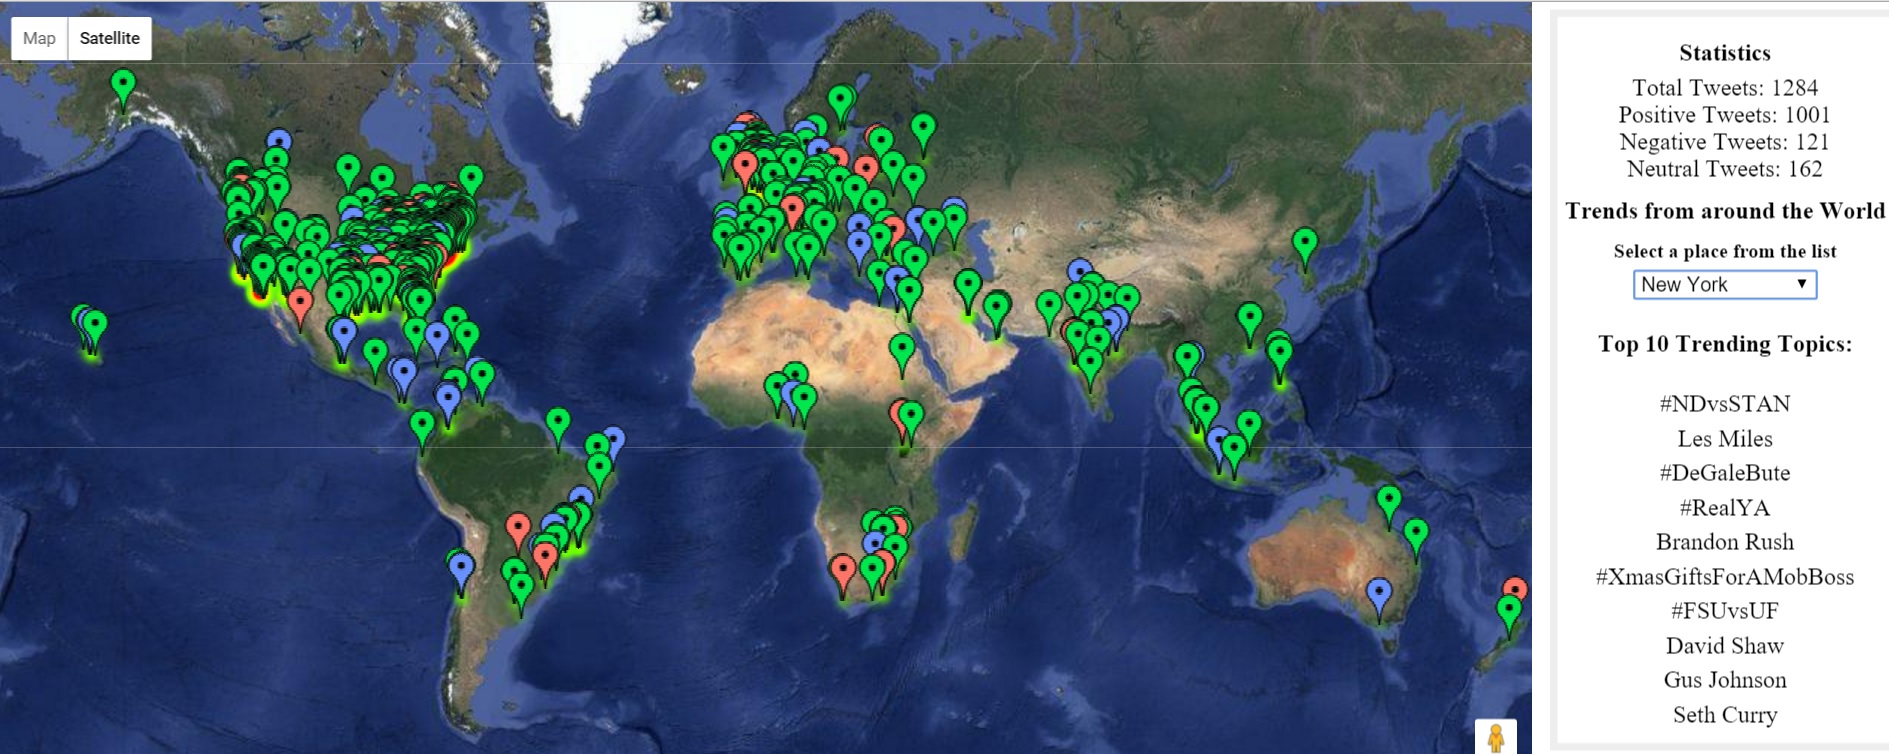 Map
Satellite
Statistics
Total Tweets: 1284
Positive Tweets: 1001
Negative Tweets: 121
Neutral Tweets: 162
Trends from around the World
Select a place from the list
New York
Top 10 Trending Topics:
#NDvsSTAN
Les Miles
#DeGaleBute
#RealYA
Brandon Rush
#XmasGiftsForAMobBoss
#FSUvsUF
David Shaw
Gus Johnson
Seth Curry